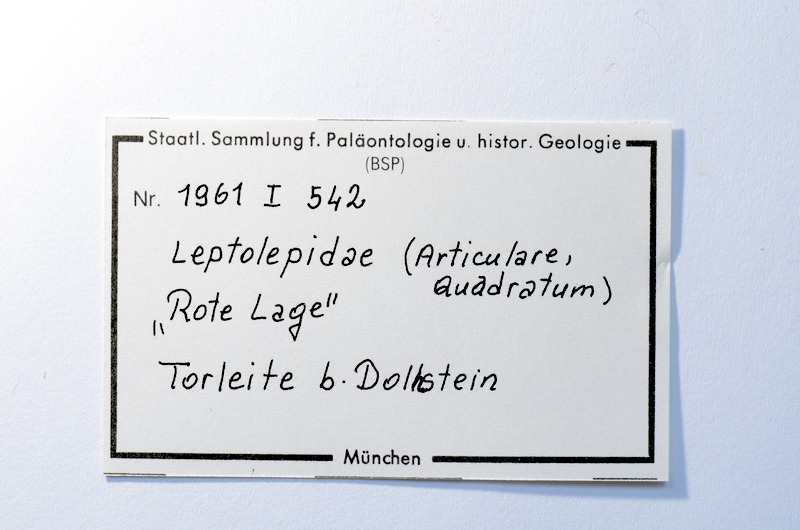 Staatl. Sammlung f. Paläontologie u. histor. Geologie
(BSP)
Nr. 1961 I 542
Leptolepidae (Articulare,
Quadratum)
„Rote Lage"
Torleite b. Dollnstein
München